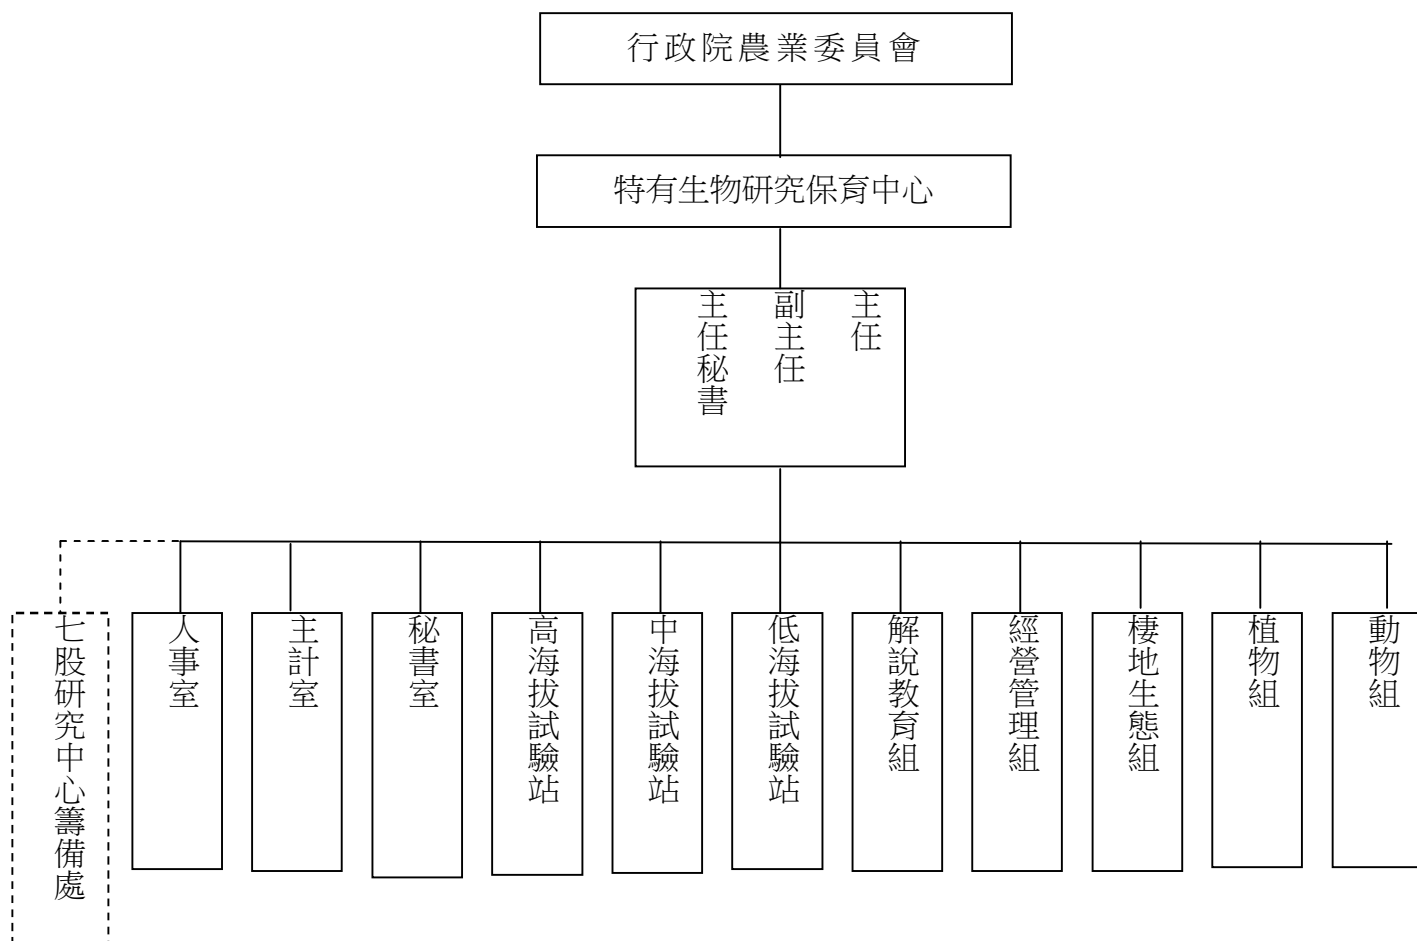 行政院農業委員會
特有生物研究保育中心
主任
副主任
主任秘書
動物組
植物組
棲地生態組
經營管理組
解說教育組
低海拔試驗站
中海拔試驗站
高海拔試驗站
秘書室
主計室
人事室
七股研究中心籌備處